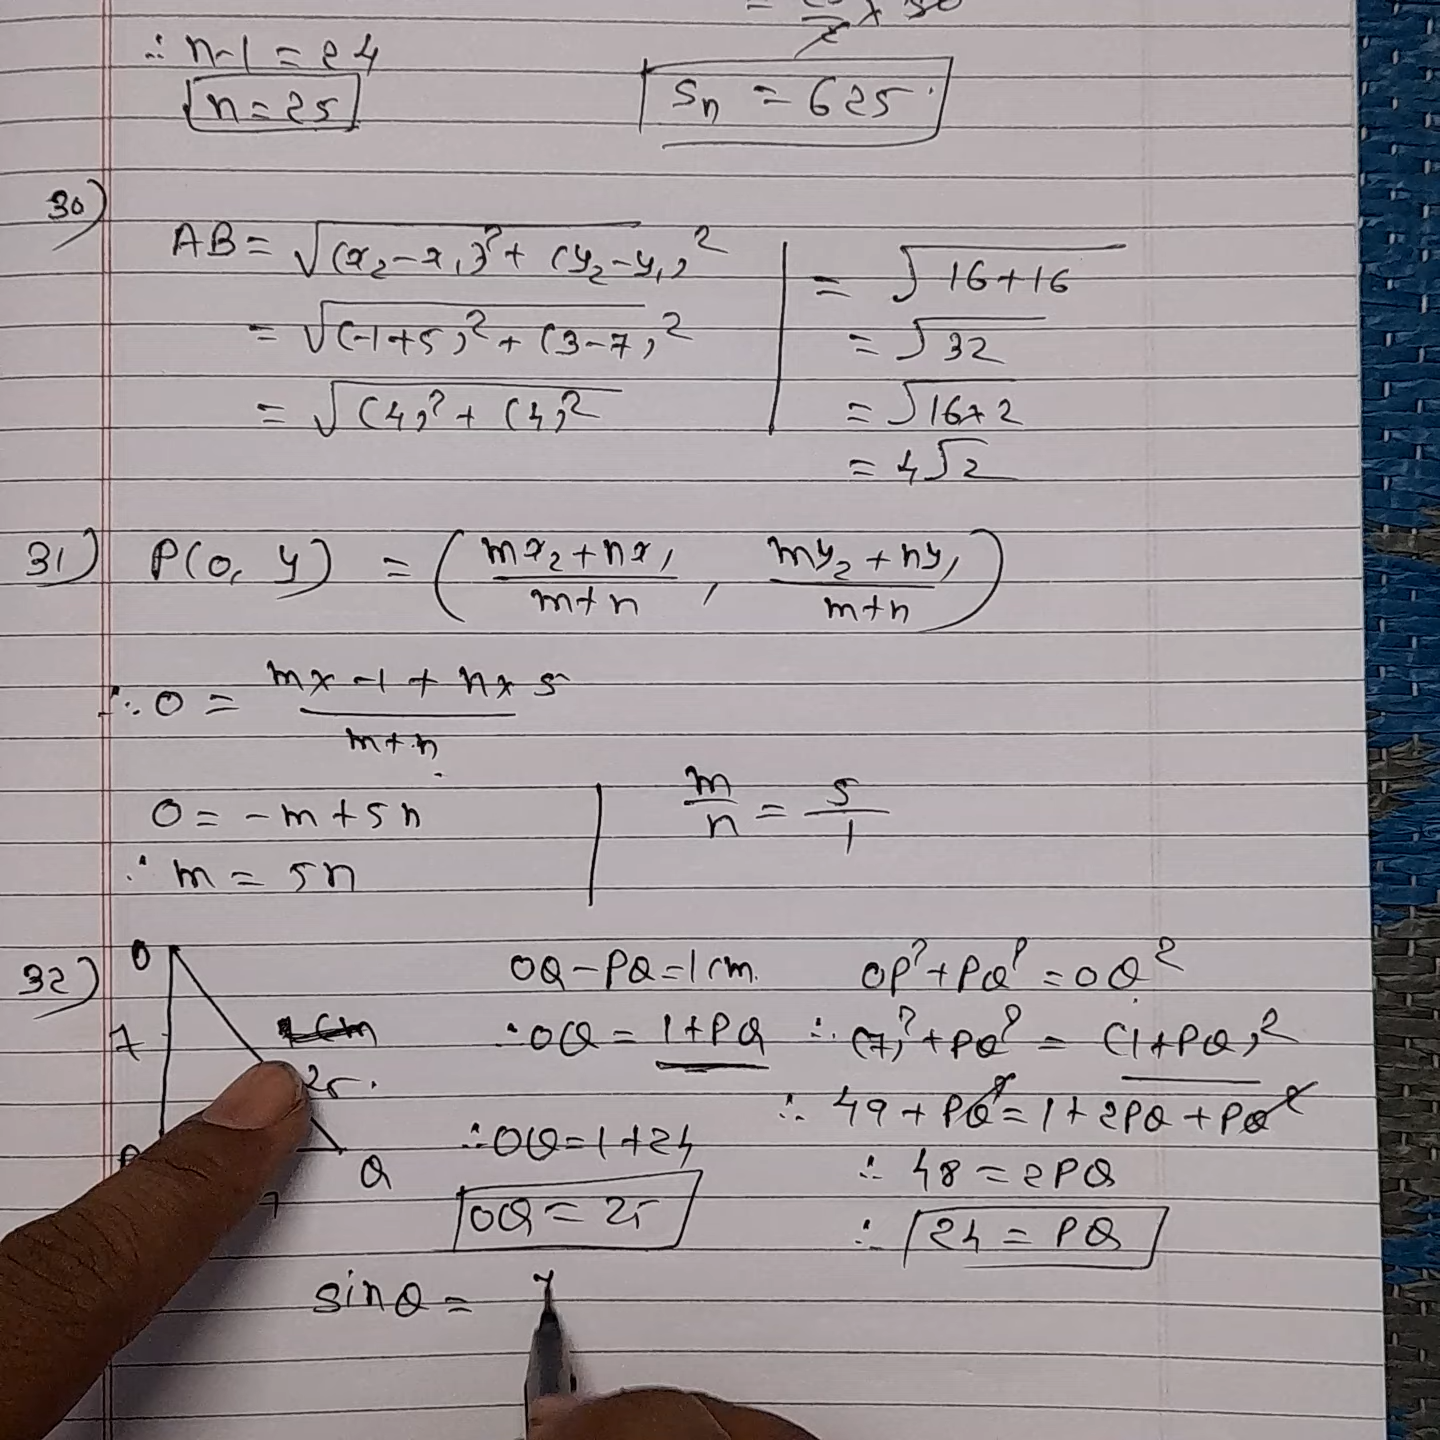 ∴ n-1 = 24
n = 25
Sn = 625
30)
AB = √(x₂-x₁)² + (y₂-y₁)²
= √(-1+5)² + (3-7)²
= √(4)² + (4)²
= √16+16
= √32
= √16×2
= 4√2
31) P(0, y) = (mx₂+nx₁/m+n, my₂+ny₁/m+n)
∴ 0 = mx-1+nx5/m+n
0 = -m+5n
∴ m = 5n
m/n = 5/1
32) O
7
25.
Q
OQ-PQ=1cm.
∴OQ = 1+PQ
∴OQ=1+24
OQ = 25
OP²+PQ²=OQ²
∴ (7)²+PQ² = (1+PQ)²
∴ 49+PQ²=1+2PQ+PQ²
∴ 48=2PQ
∴ 24 = PQ
sinQ = 7